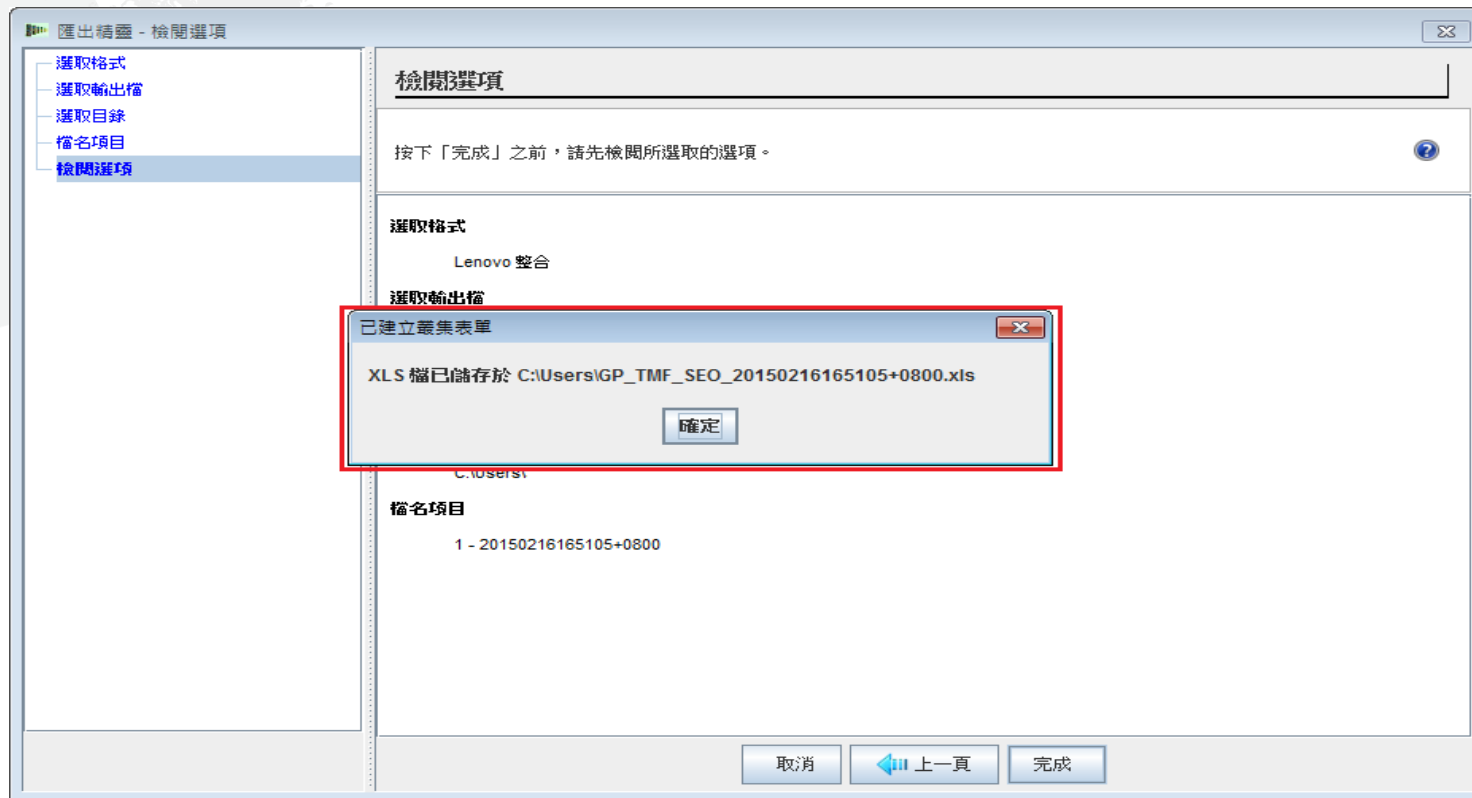 匯出精靈 - 檢閱選項
選取格式
選取輸出檔
選取目錄
檔名項目
檢閱選項
檢閱選項
按下「完成」之前，請先檢閱所選取的選項。
選取格式
Lenovo 整合
選取輸出檔
已建立叢集表單
XLS 檔已儲存於 C:\Users\GP_TMF_SEO_20150216165105+0800.xls
確定
C:\Users\
檔名項目
1 - 20150216165105+0800
取消
上一頁
完成